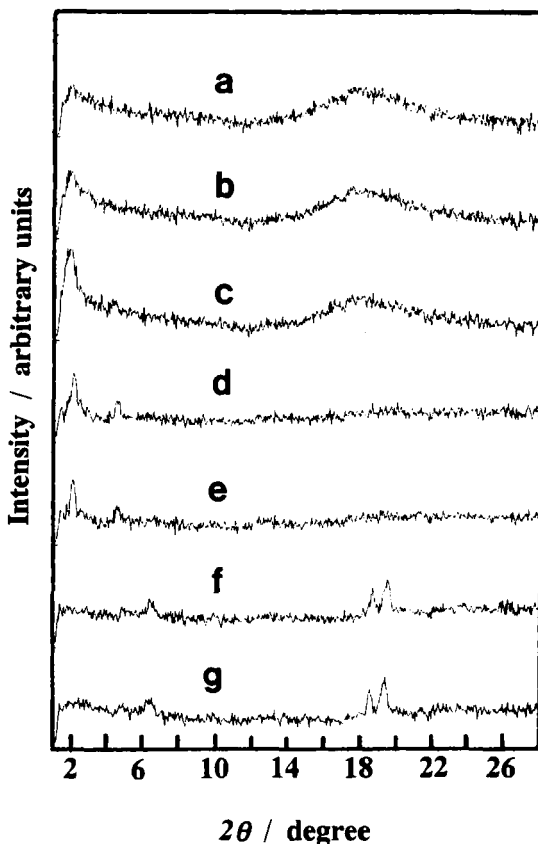 Intensity / arbitrary units
a
b
c
d
e
f
g
2 6 10 14 18 22 26
2θ / degree